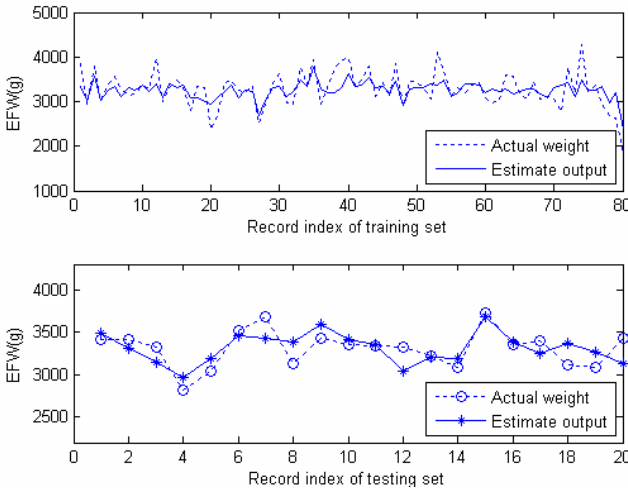 5000
4000
3000
2000
1000
EFW(g)
Actual weight
Estimate output
0 10 20 30 40 50 60 70 80
Record index of training set
4000
3500
3000
2500
EFW(g)
Actual weight
Estimate output
0 2 4 6 8 10 12 14 16 18 20
Record index of testing set